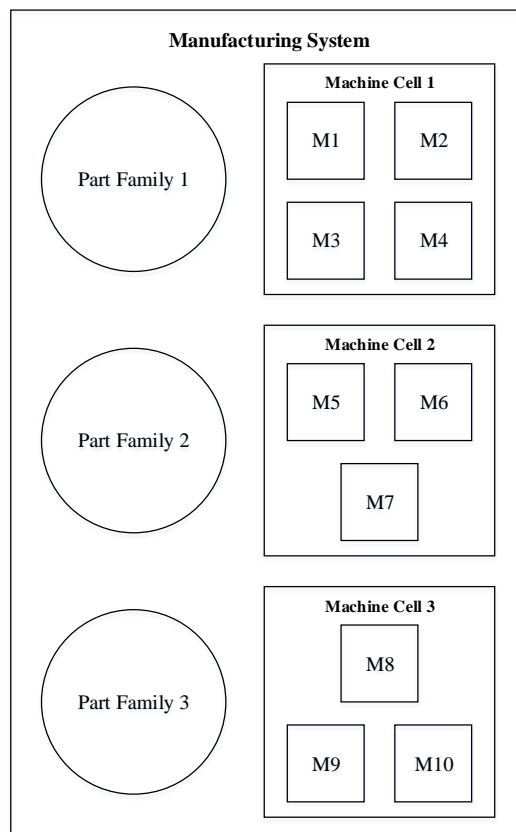 Manufacturing System
Part Family 1
Machine Cell 1
M1 M2
M3 M4
Part Family 2
Machine Cell 2
M5 M6
M7
Part Family 3
Machine Cell 3
M8
M9 M10